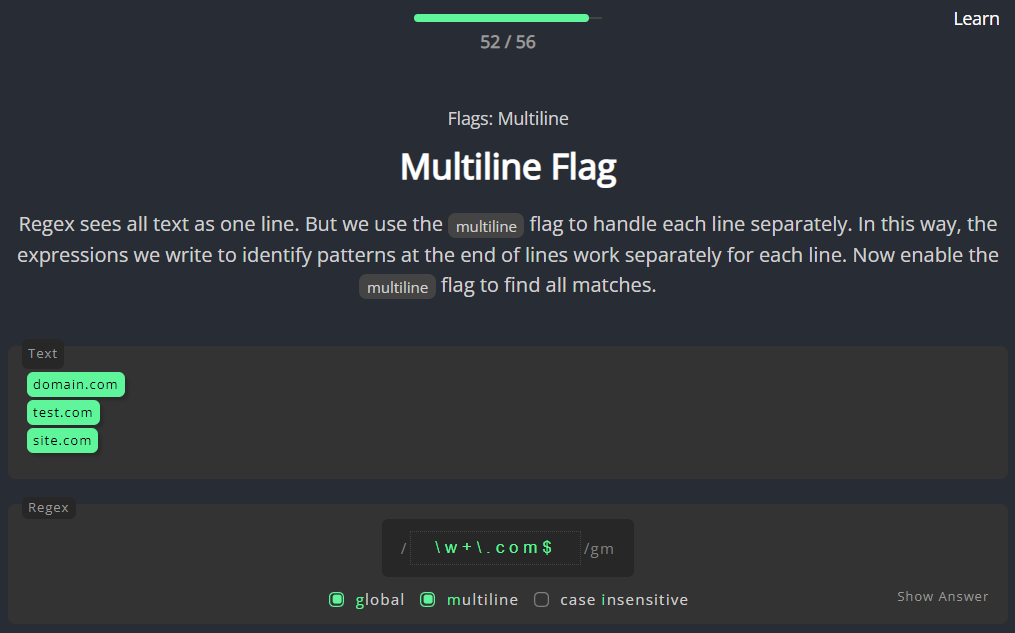 Learn
52 / 56
Flags: Multiline
Multiline Flag
Regex sees all text as one line. But we use the multiline flag to handle each line separately. In this way, the
expressions we write to identify patterns at the end of lines work separately for each line. Now enable the
multiline flag to find all matches.
Text
domain.com
test.com
site.com
Regex
/ \w+\.com$ /gm
global multiline case insensitive
Show Answer